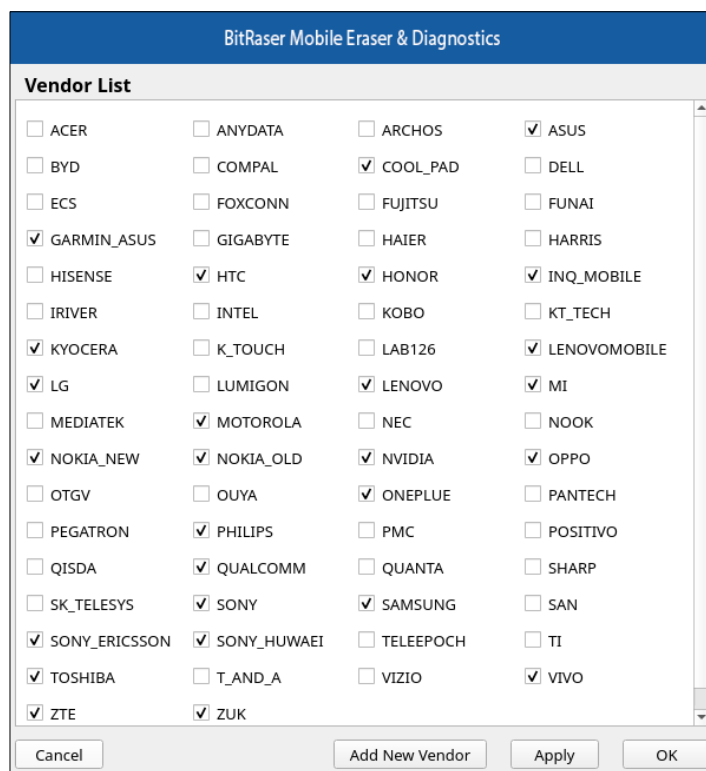 BitRaser Mobile Eraser & Diagnostics
Vendor List
ACER ANYDATA ARCHOS ASUS
BYD COMPAL COOL_PAD DELL
ECS FOXCONN FUJITSU FUNAI
GARMIN_ASUS GIGABYTE HAIER HARRIS
HISENSE HTC HONOR INQ_MOBILE
IRIVER INTEL KOBO KT_TECH
KYOCERA K_TOUCH LAB126 LENOVOMOBILE
LG LUMIGON LENOVO MI
MEDIATEK MOTOROLA NEC NOOK
NOKIA_NEW NOKIA_OLD NVIDIA OPPO
OTGV OUYA ONEPLUE PANTECH
PEGATRON PHILIPS PMC POSITIVO
QISDA QUALCOMM QUANTA SHARP
SK_TELESYS SONY SAMSUNG SAN
SONY_ERICSSON SONY_HUWAEI TELEEPOCH TI
TOSHIBA T_AND_A VIZIO VIVO
ZTE ZUK
Cancel Add New Vendor Apply OK